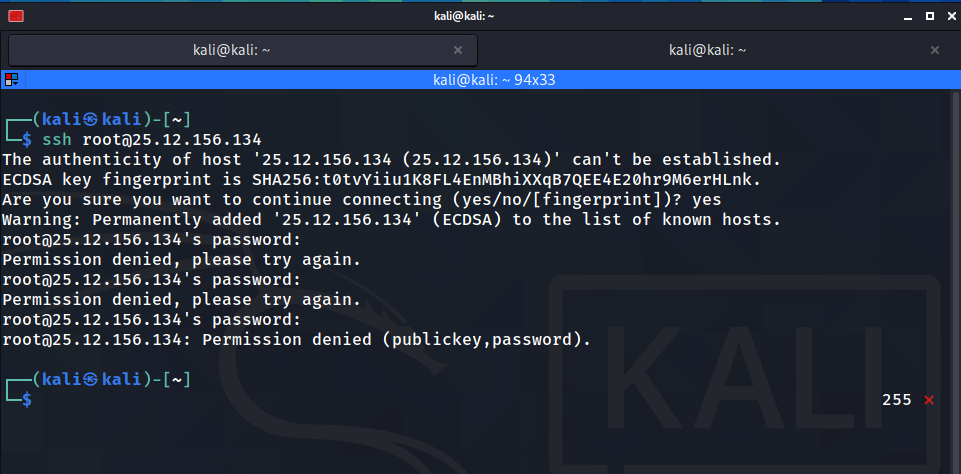 kali@kali: ~
kali@kali: ~
kali@kali: ~
kali@kali: ~ 94x33
┌──(kali㉿kali)-[~]
└─$ ssh root@25.12.156.134
The authenticity of host '25.12.156.134 (25.12.156.134)' can't be established.
ECDSA key fingerprint is SHA256:t0tvYiiu1K8FL4EnMBhiXXqB7QEE4E20hr9M6erHLnk.
Are you sure you want to continue connecting (yes/no/[fingerprint])? yes
Warning: Permanently added '25.12.156.134' (ECDSA) to the list of known hosts.
root@25.12.156.134's password:
Permission denied, please try again.
root@25.12.156.134's password:
Permission denied, please try again.
root@25.12.156.134's password:
root@25.12.156.134: Permission denied (publickey,password).
┌──(kali㉿kali)-[~]
└─$ 255 ⨯
KALI